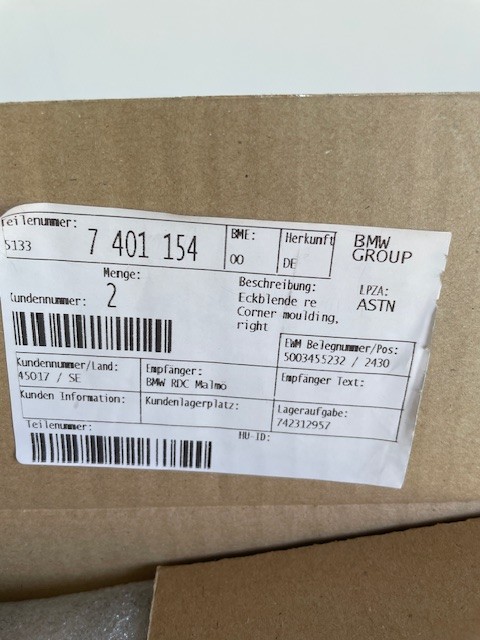 Teilenummer:
5133 7 401 154
BME:
00
Herkunft
DE
BMW
GROUP
Menge:
2
Kundennummer:
Beschreibung:
Eckblende re
Corner moulding,
right
LPZA:
ASTN
EWM Belegnummer/Pos:
5003455232 / 2430
Kundennummer/Land:
45017 / SE
Empfänger:
BMW RDC Malmö
Empfänger Text:
Kunden Information:
Kundenlagerplatz:
Lageraufgabe:
742312957
Teilenummer:
HU-ID: